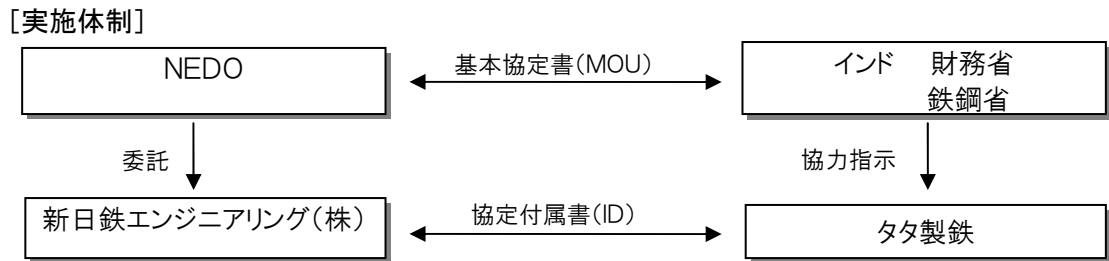 [実施体制]
NEDO
基本協定書(MOU)
インド 財務省
鉄鋼省
委託
協力指示
新日鉄エンジニアリング(株)
協定付属書(ID)
タタ製鉄